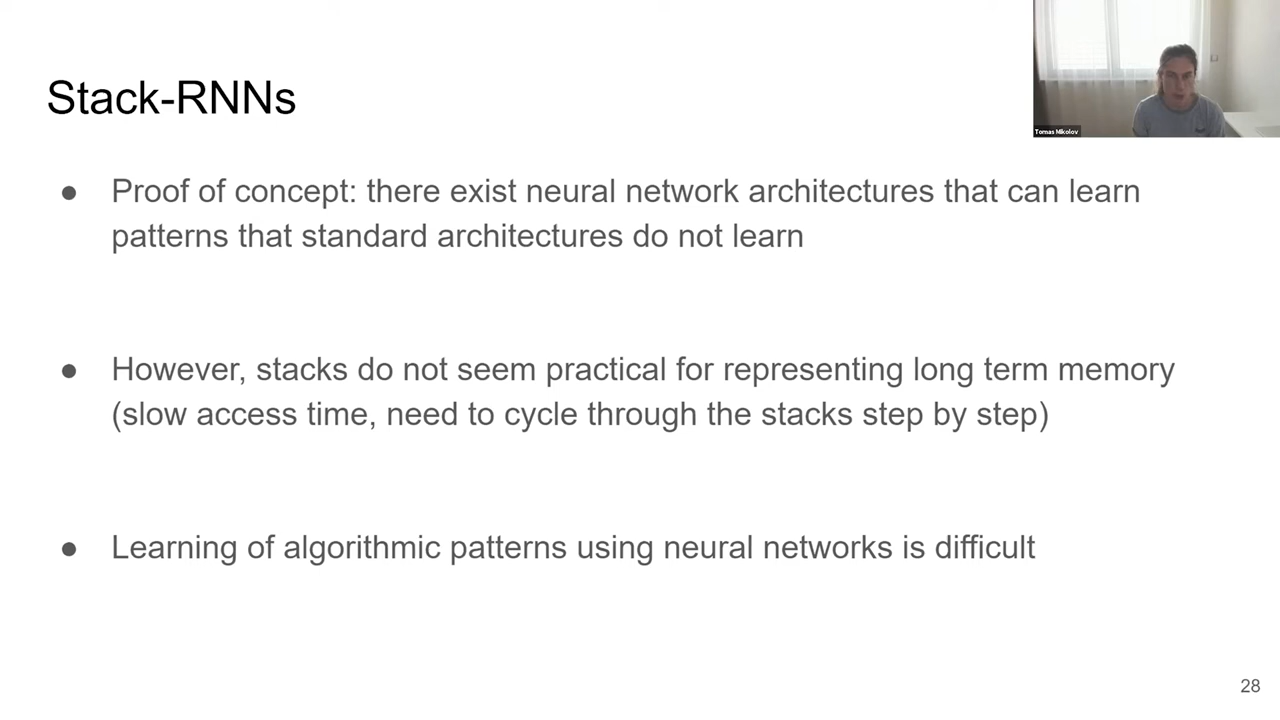 Stack-RNNs
Tomas Mikolov
● Proof of concept: there exist neural network architectures that can learn
patterns that standard architectures do not learn
● However, stacks do not seem practical for representing long term memory
(slow access time, need to cycle through the stacks step by step)
● Learning of algorithmic patterns using neural networks is difficult
28